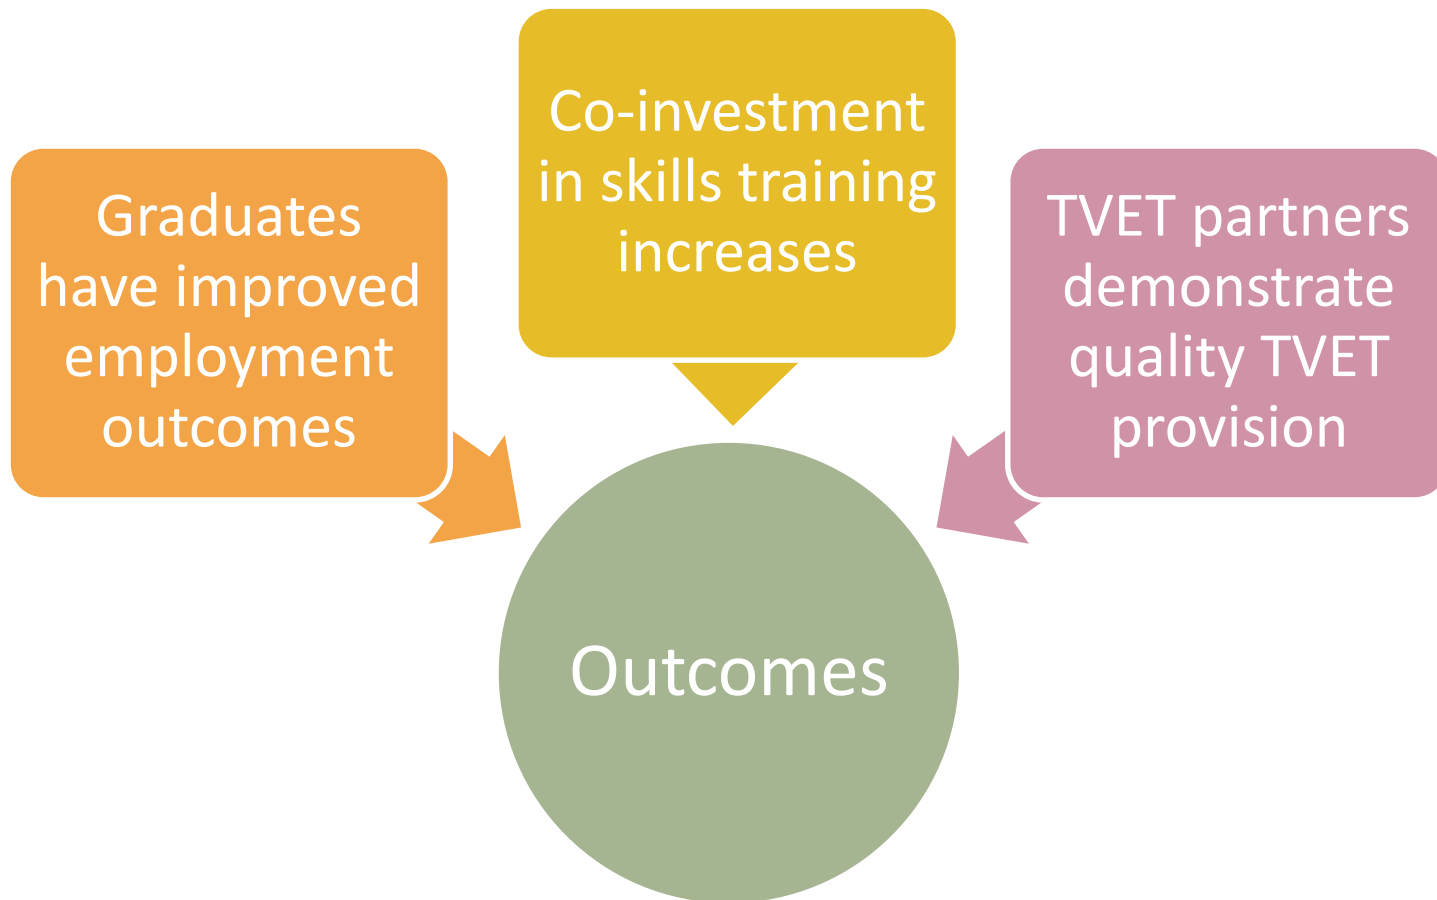 Graduates
have improved
employment
outcomes
Co-investment
in skills training
increases
TVET partners
demonstrate
quality TVET
provision
Outcomes